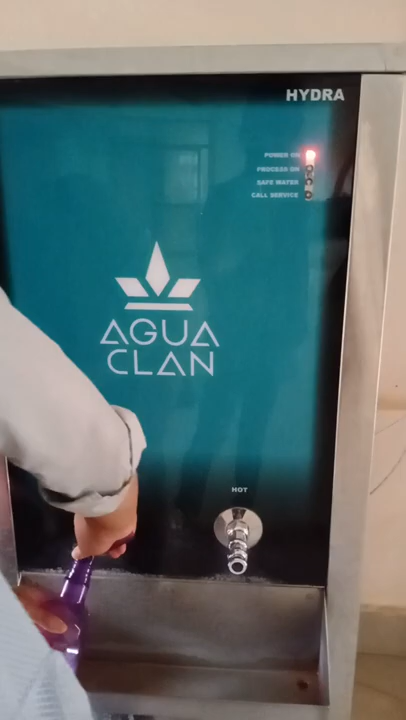 HYDRA
POWER ON
PROCESS ON
SAFE WATER
CALL SERVICE
AGUA
CLAN
HOT